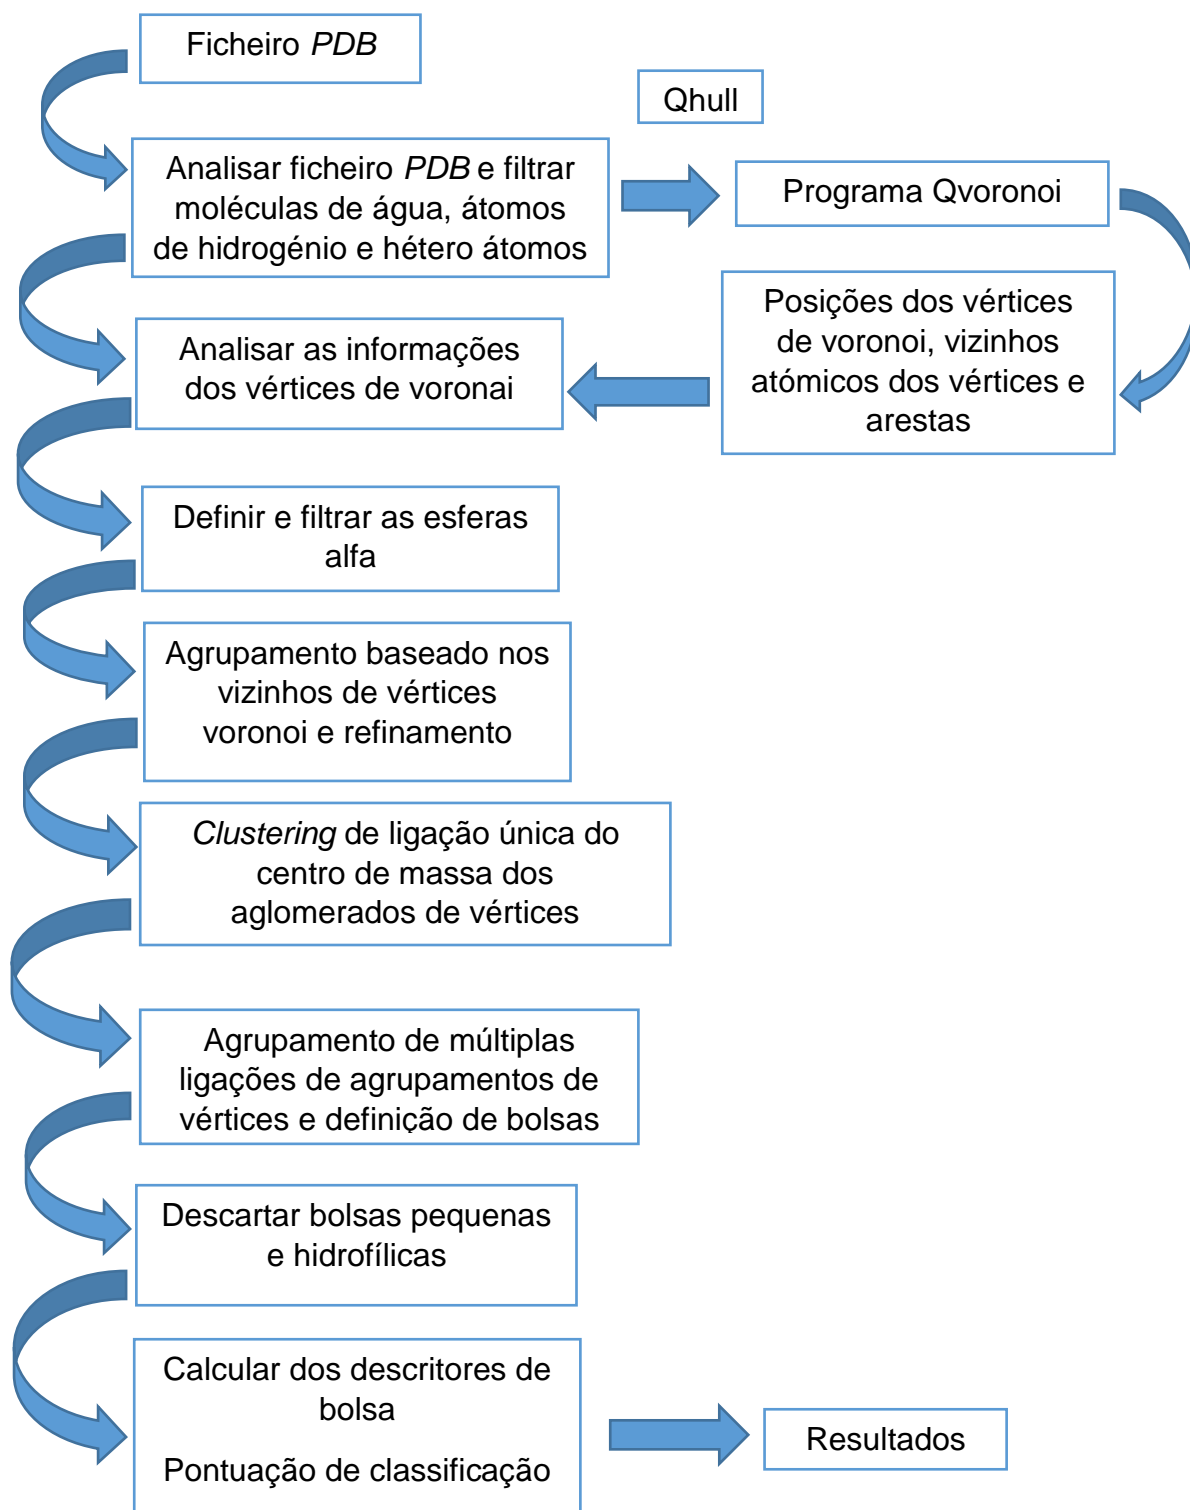 Ficheiro PDB
Qhull
Analisar ficheiro PDB e filtrar
moléculas de água, átomos
de hidrogénio e hétero átomos
Programa Qvoronoi
Posições dos vértices
de voronoi, vizinhos
atómicos dos vértices e
arestas
Analisar as informações
dos vértices de voronai
Definir e filtrar as esferas
alfa
Agrupamento baseado nos
vizinhos de vértices
voronoi e refinamento
Clustering de ligação única do
centro de massa dos
aglomerados de vértices
Agrupamento de múltiplas
ligações de agrupamentos de
vértices e definição de bolsas
Descartar bolsas pequenas
e hidrofílicas
Calcular dos descritores de
bolsa
Pontuação de classificação
Resultados